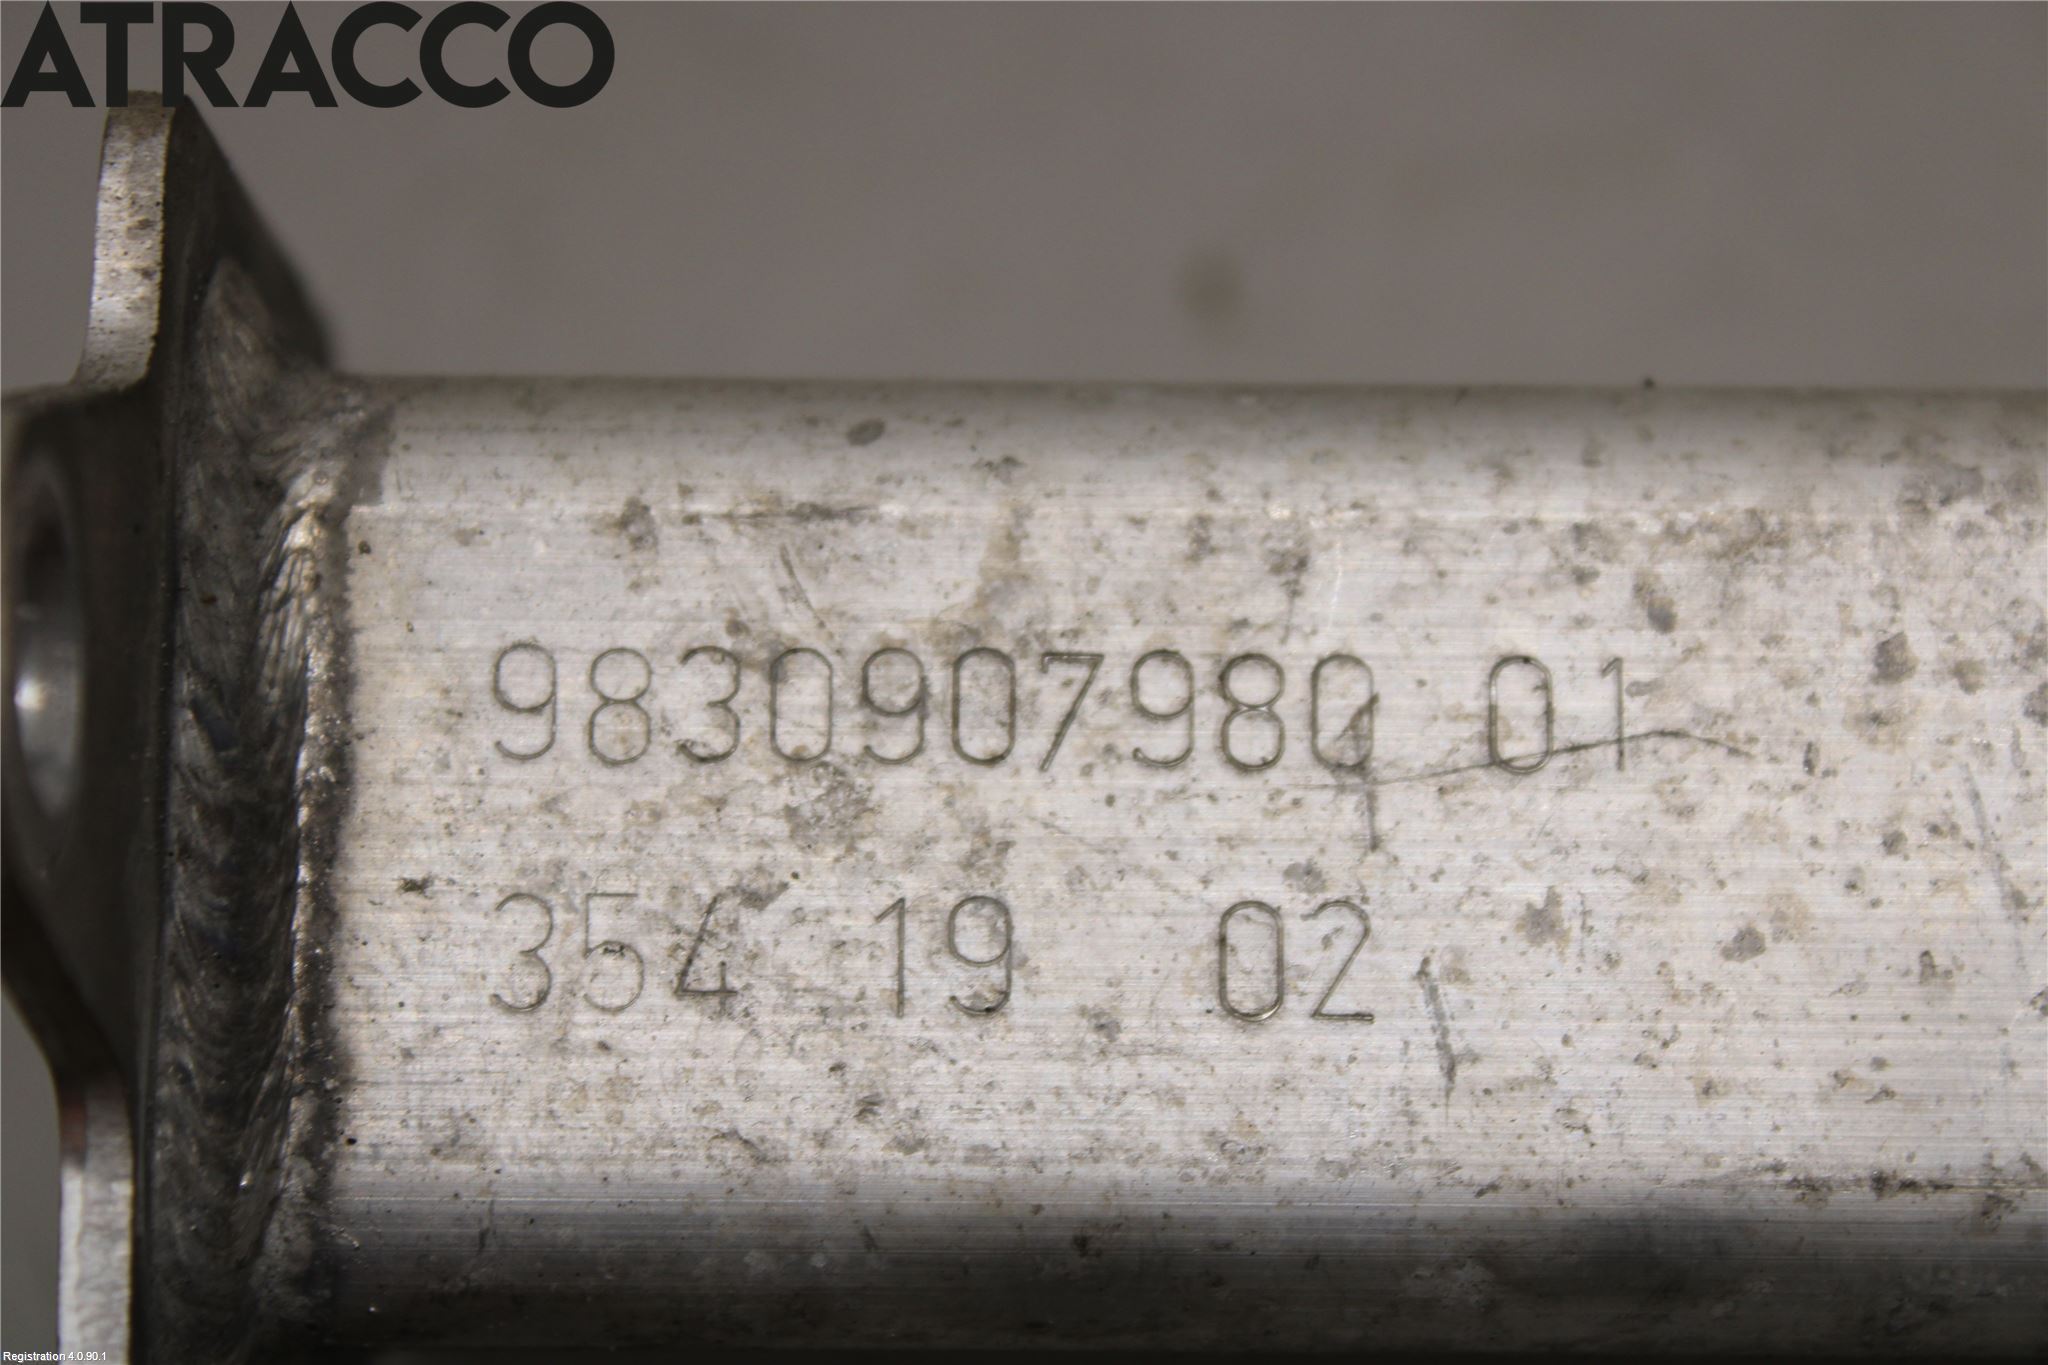 ATRACCO
9830907980 01
354 19 02
Registration 4.0.90.1